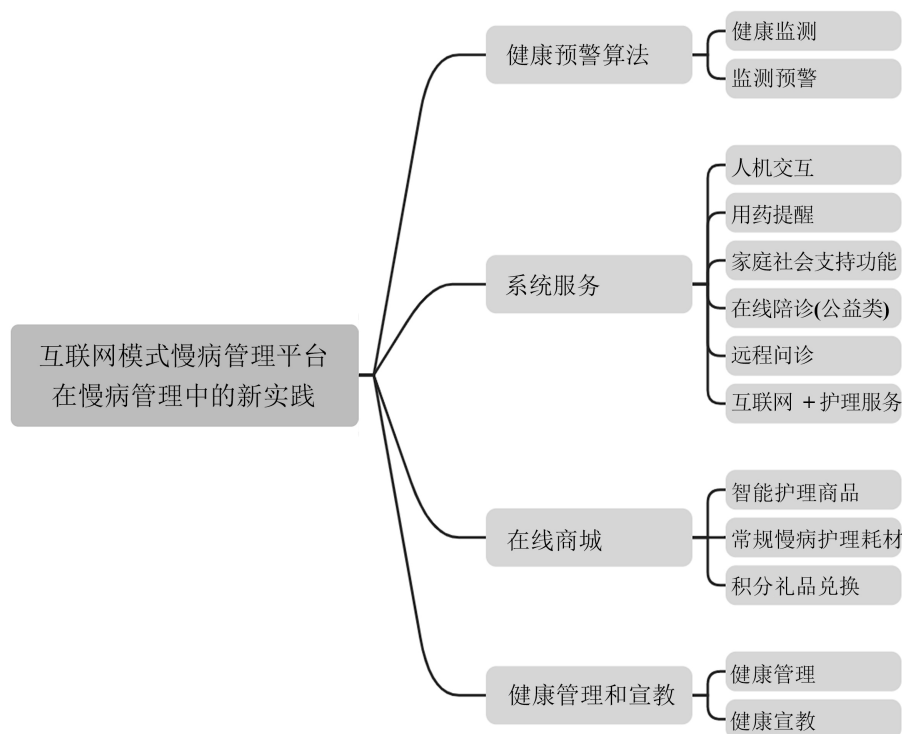 互联网模式慢病管理平台
在慢病管理中的新实践
健康预警算法
健康监测
监测预警
系统服务
人机交互
用药提醒
家庭社会支持功能
在线陪诊(公益类)
远程问诊
互联网 +护理服务
在线商城
智能护理商品
常规慢病护理耗材
积分礼品兑换
健康管理和宣教
健康管理
健康宣教